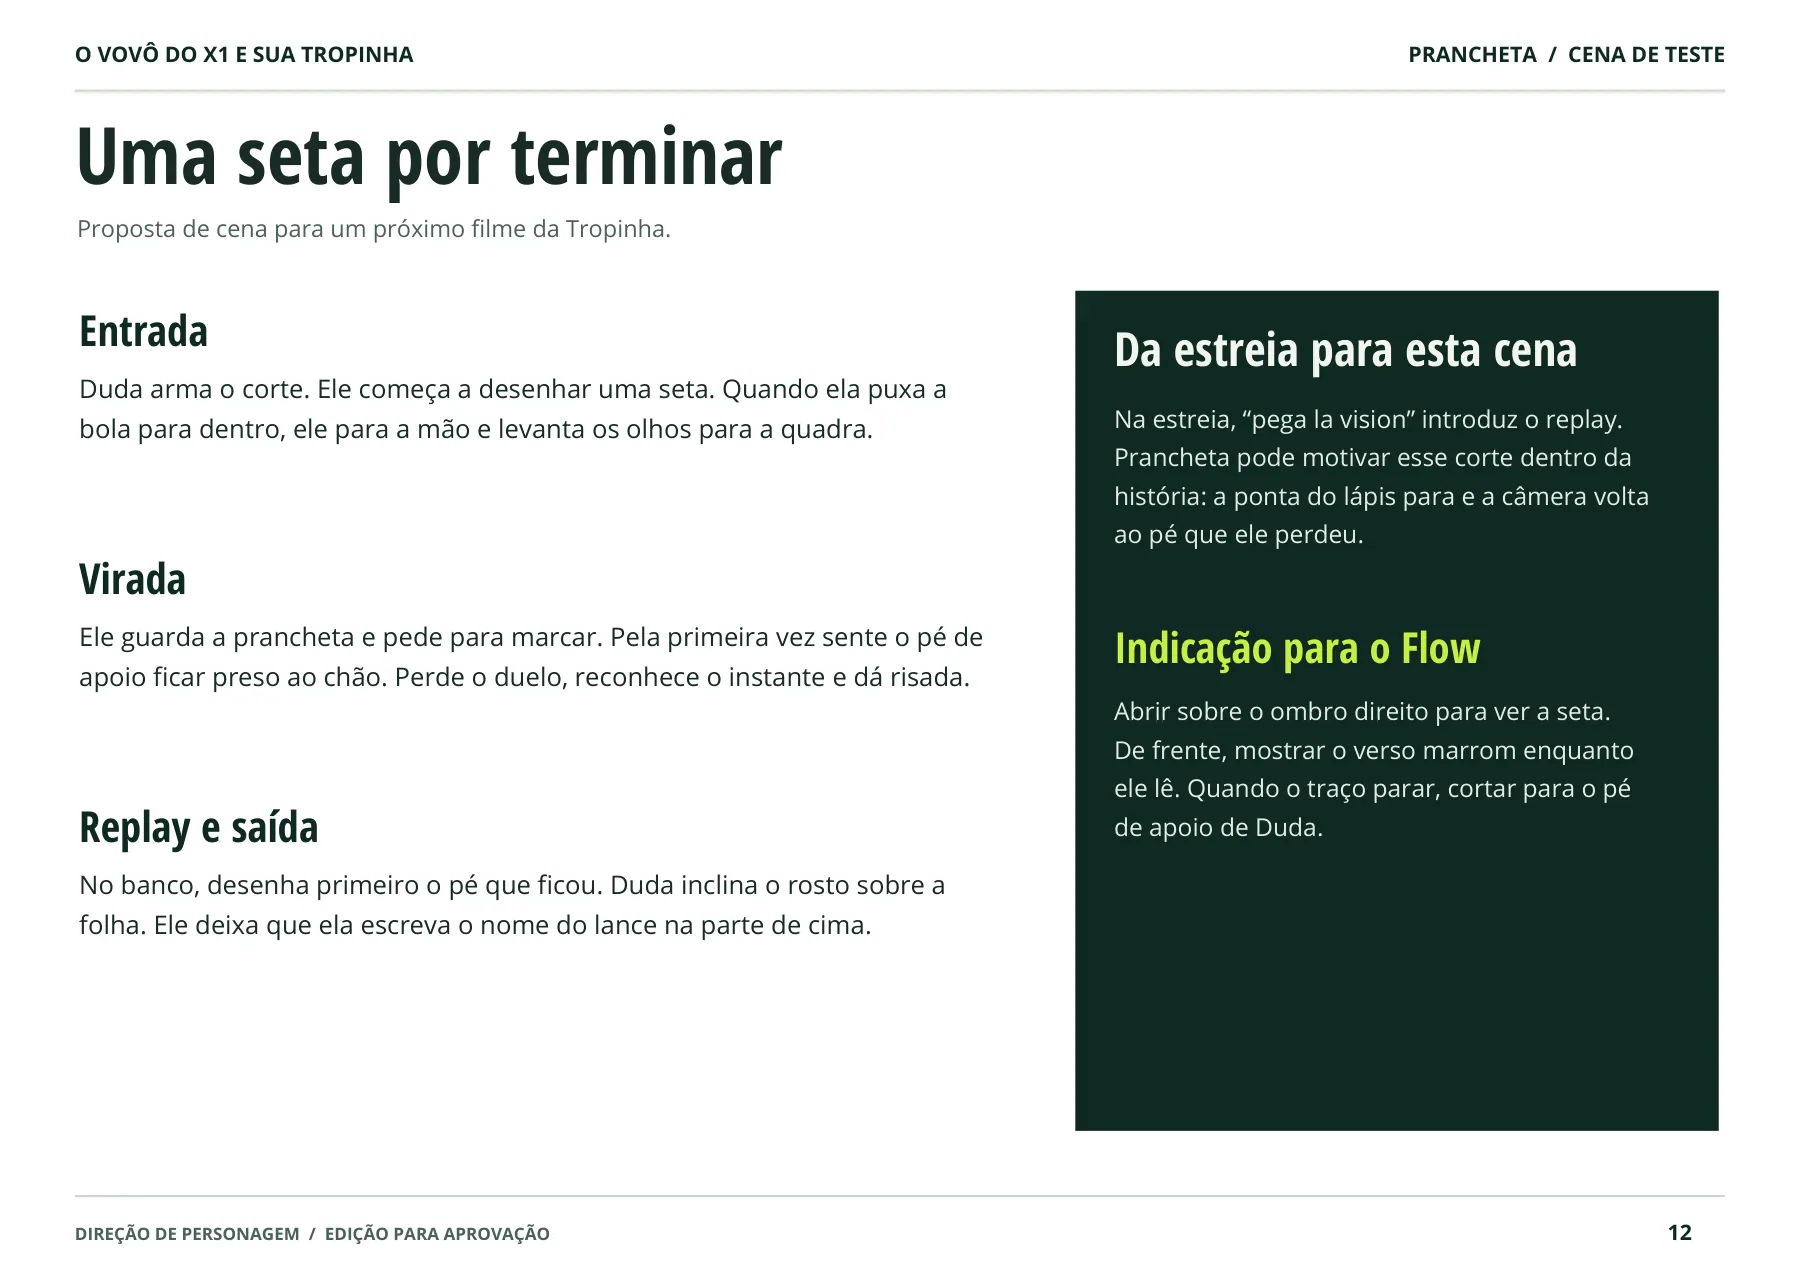 O VOVÔ DO X1 E SUA TROPINHA
PRANCHETA / CENA DE TESTE
Uma seta por terminar
Proposta de cena para um próximo filme da Tropinha.
Entrada
Duda arma o corte. Ele começa a desenhar uma seta. Quando ela puxa a
bola para dentro, ele para a mão e levanta os olhos para a quadra.
Virada
Ele guarda a prancheta e pede para marcar. Pela primeira vez sente o pé de
apoio ficar preso ao chão. Perde o duelo, reconhece o instante e dá risada.
Replay e saída
No banco, desenha primeiro o pé que ficou. Duda inclina o rosto sobre a
folha. Ele deixa que ela escreva o nome do lance na parte de cima.
Da estreia para esta cena
Na estreia, “pega la vision” introduz o replay.
Prancheta pode motivar esse corte dentro da
história: a ponta do lápis para e a câmera volta
ao pé que ele perdeu.
Indicação para o Flow
Abrir sobre o ombro direito para ver a seta.
De frente, mostrar o verso marrom enquanto
ele lê. Quando o traço parar, cortar para o pé
de apoio de Duda.
DIREÇÃO DE PERSONAGEM / EDIÇÃO PARA APROVAÇÃO
12